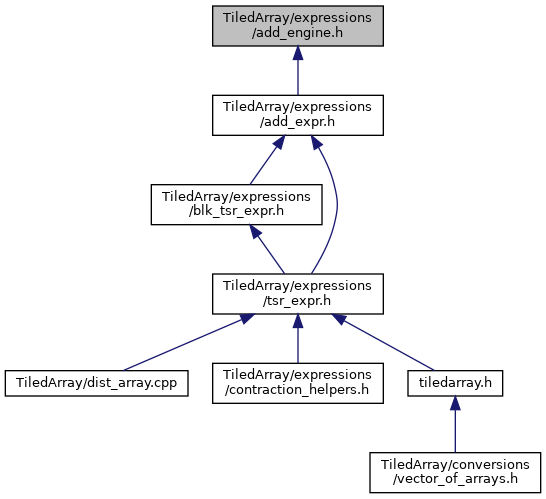 TiledArray/expressions
/add_engine.h
TiledArray/expressions
/add_expr.h
TiledArray/expressions
/blk_tsr_expr.h
TiledArray/expressions
/tsr_expr.h
TiledArray/dist_array.cpp
TiledArray/expressions
/contraction_helpers.h
tiledarray.h
TiledArray/conversions
/vector_of_arrays.h